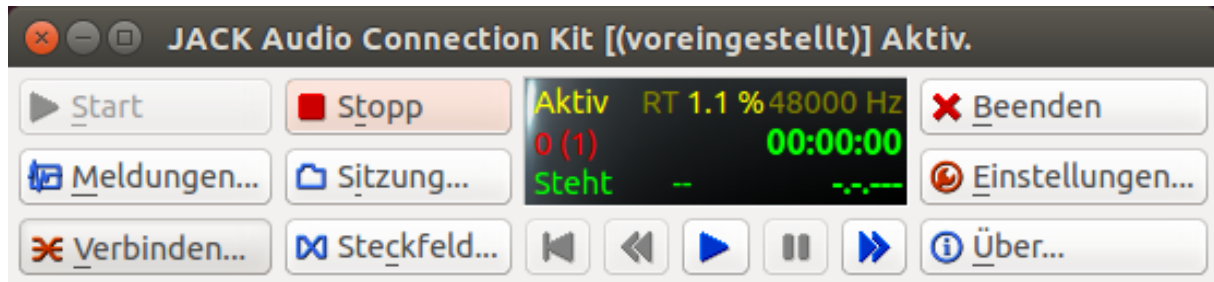 JACK Audio Connection Kit [(voreingestellt)] Aktiv.
Start
Stopp
Aktiv RT 1.1 % 48000 Hz
0 (1) 00:00:00
Steht -- -.-.---
Beenden
Meldungen...
Sitzung...
Einstellungen...
Verbinden...
Steckfeld...
Über...